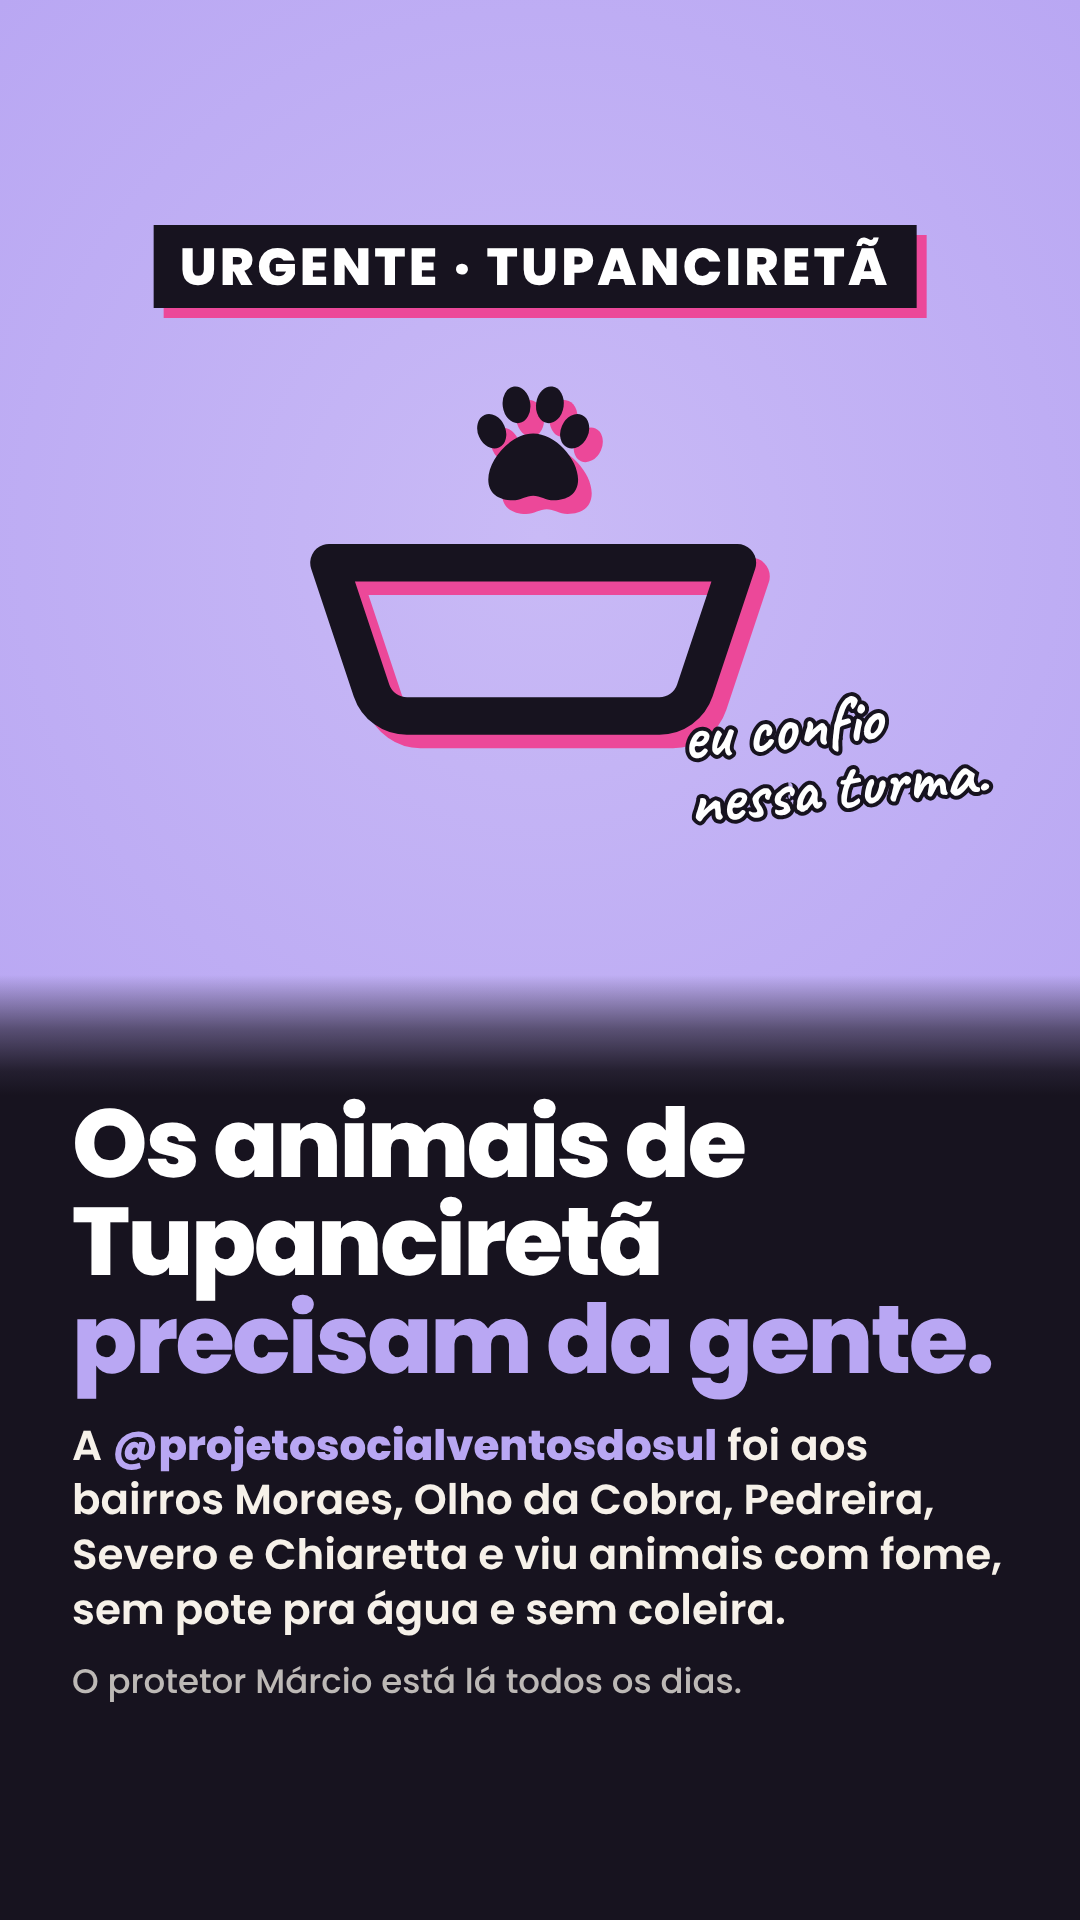 URGENTE · TUPANCIRETÃ
eu confio
nessa turma.
Os animais de
Tupanciretã
precisam da gente.
A @projetosocialventosdosul foi aos
bairros Moraes, Olho da Cobra, Pedreira,
Severo e Chiaretta e viu animais com fome,
sem pote pra água e sem coleira.
O protetor Márcio está lá todos os dias.